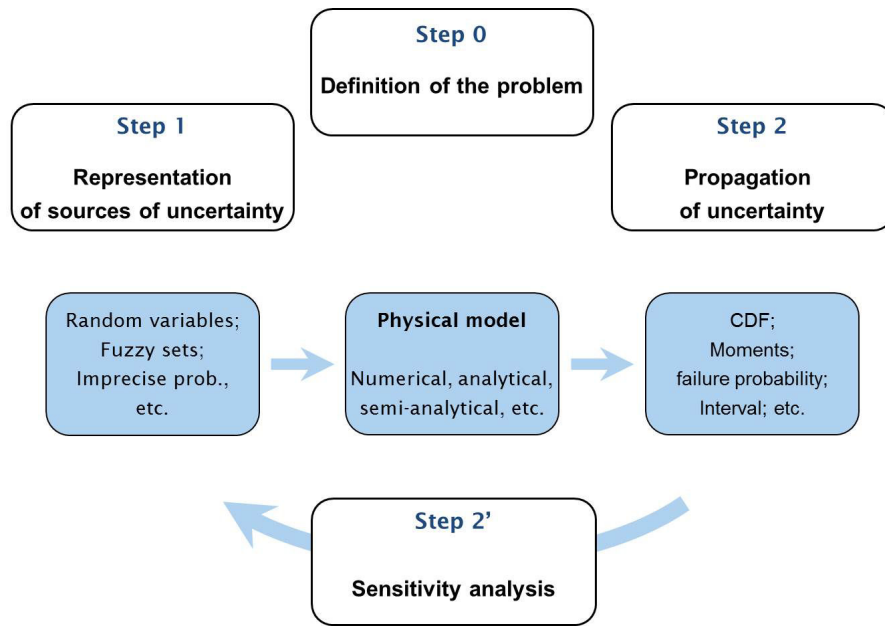 Step 0
Definition of the problem
Step 1
Representation
of sources of uncertainty
Step 2
Propagation
of uncertainty
Random variables;
Fuzzy sets;
Imprecise prob.,
etc.
Physical model
Numerical, analytical,
semi-analytical, etc.
CDF;
Moments;
failure probability;
Interval; etc.
Step 2’
Sensitivity analysis